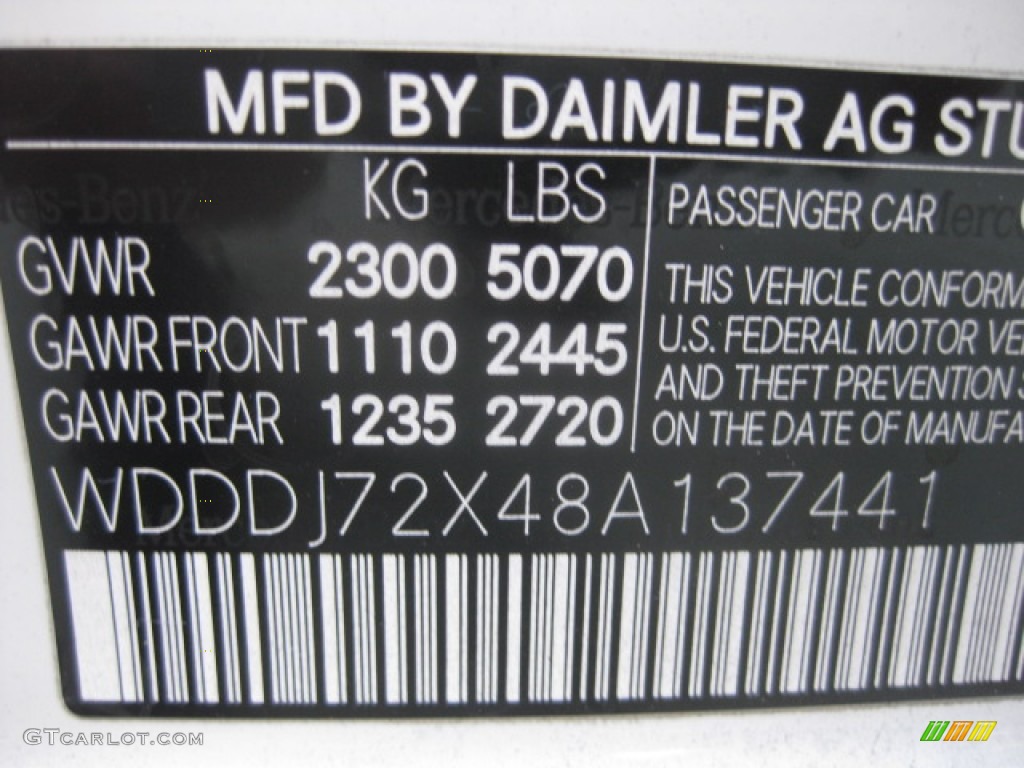 MFD BY DAIMLER AG STU
KG LBS
GVWR 2300 5070
GAWR FRONT 1110 2445
GAWR REAR 1235 2720
PASSENGER CAR
THIS VEHICLE CONFORM
U.S. FEDERAL MOTOR VE
AND THEFT PREVENTION S
ON THE DATE OF MANUFA
WDDDJ72X48A137441
GTCARLOT.COM